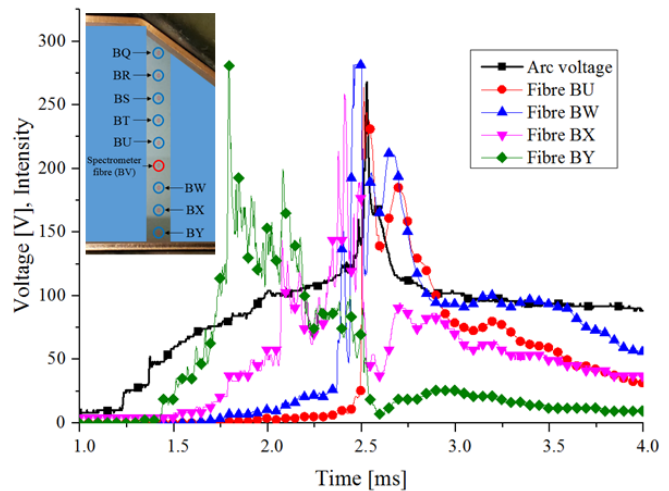 BQ
BR
BS
BT
BU
Spectrometer
fibre (BV)
BW
BX
BY
Arc voltage
Fibre BU
Fibre BW
Fibre BX
Fibre BY
Voltage [V], Intensity
300
250
200
150
100
50
0
1.0 1.5 2.0 2.5 3.0 3.5 4.0
Time [ms]